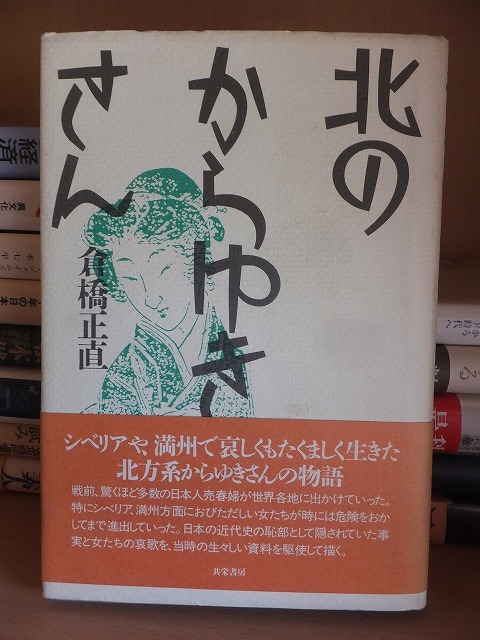 北の
からゆき
さん
倉橋正直
シベリアや、満州で哀しくもたくましく生きた
北方系からゆきさんの物語
戦前、驚くほど多数の日本人売春婦が世界各地に出かけていった。
特にシベリア、満州方面におびただしい女たちが時には危険をおか
してまで進出していった。日本の近代史の恥部として隠されていた事
実と女たちの哀歌を、当時の生々しい資料を駆使して描く。
共栄書房
経済
異文化